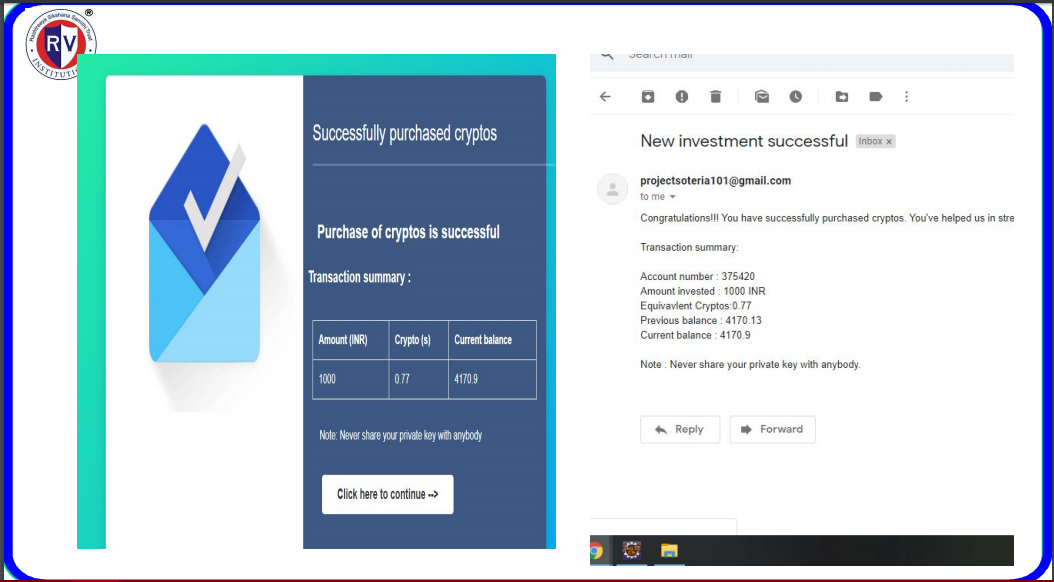 Rashtreeya Sikshana Samithi Trust
RV
INSTITUTI
®
Successfully purchased cryptos
Purchase of cryptos is successful
Transaction summary :
Amount (INR) Crypto (s) Current balance
1000 0.77 4170.9
Note: Never share your private key with anybody
Click here to continue -->
Search mail
New investment successful Inbox x
projectsoteria101@gmail.com
to me
Congratulations!!! You have successfully purchased cryptos. You've helped us in stre
Transaction summary:
Account number : 375420
Amount invested : 1000 INR
Equivavlent Cryptos:0.77
Previous balance : 4170.13
Current balance : 4170.9
Note : Never share your private key with anybody.
Reply Forward